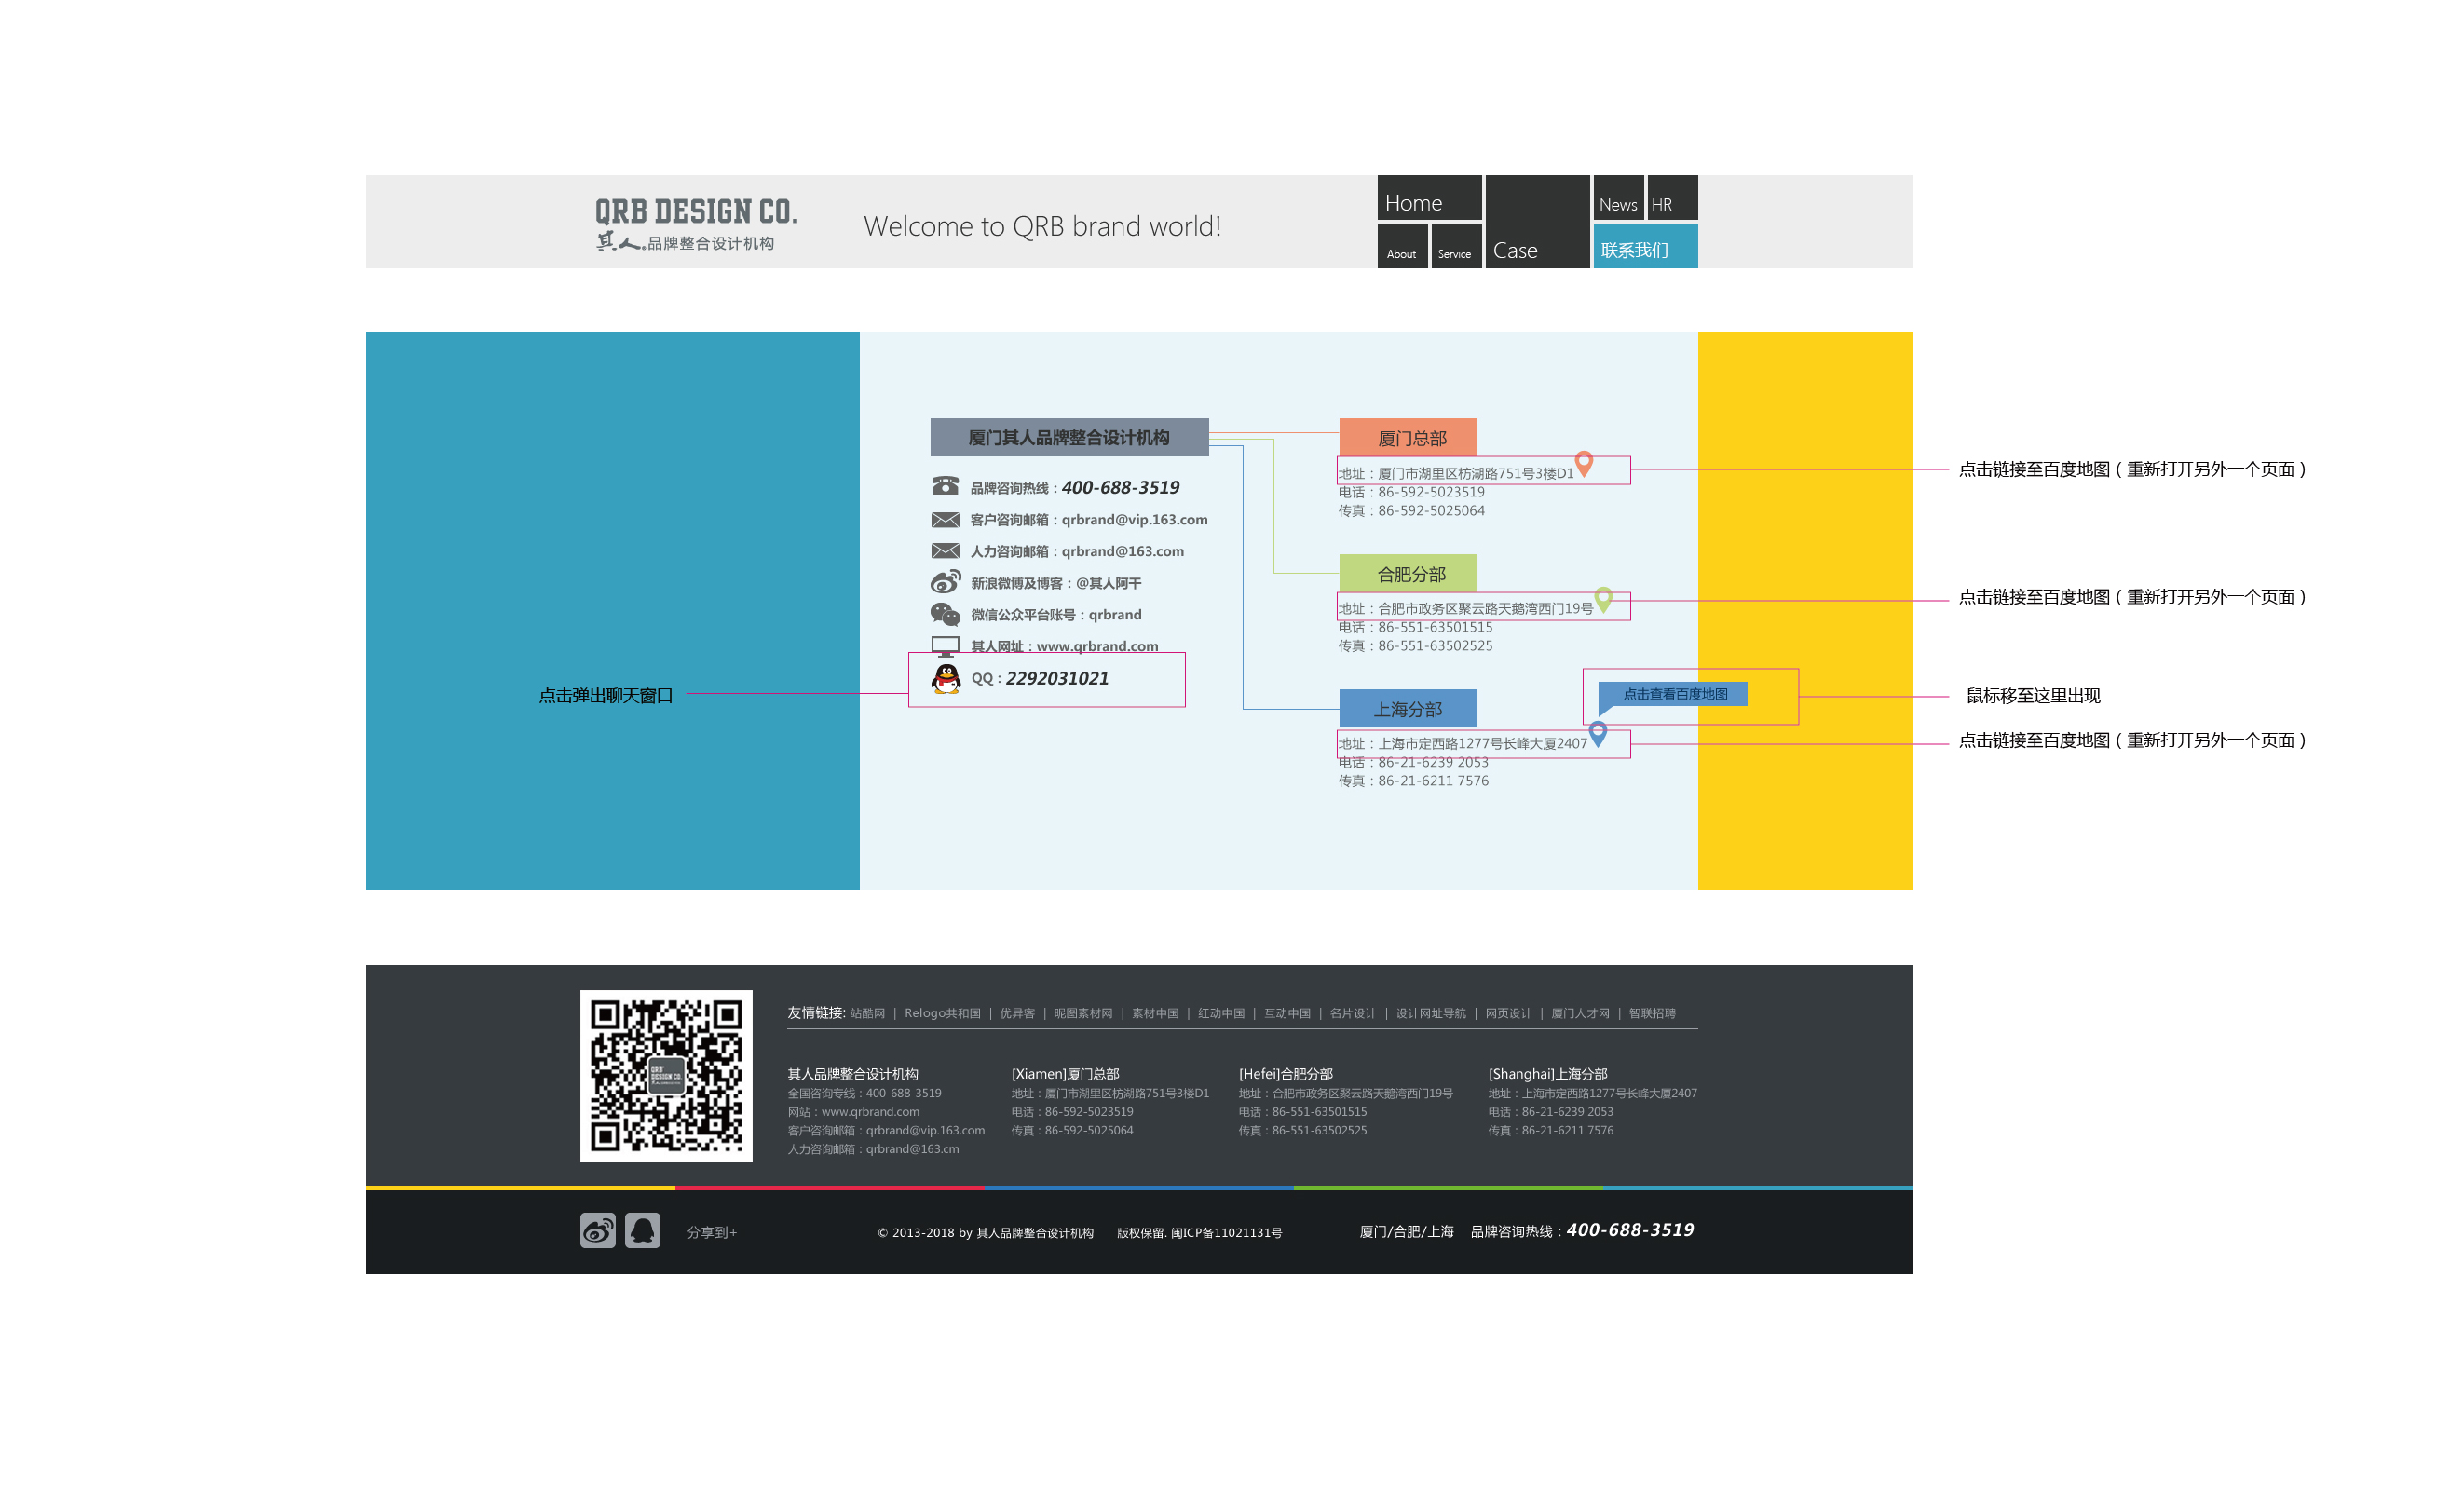 QRB DESIGN CO.
其人®品牌整合设计机构
Welcome to QRB brand world!
Home
About
Service
Case
News
HR
联系我们
厦门其人品牌整合设计机构
品牌咨询热线：400-688-3519
客户咨询邮箱：qrbrand@vip.163.com
人力咨询邮箱：qrbrand@163.com
新浪微博及博客：@其人阿干
微信公众平台账号：qrbrand
其人网址：www.qrbrand.com
QQ：2292031021
点击弹出聊天窗口
厦门总部
地址：厦门市湖里区枋湖路751号3楼D1
电话：86-592-5023519
传真：86-592-5025064
点击链接至百度地图（重新打开另外一个页面）
合肥分部
地址：合肥市政务区聚云路天鹅湾西门19号
电话：86-551-63501515
传真：86-551-63502525
点击链接至百度地图（重新打开另外一个页面）
点击查看百度地图
鼠标移至这里出现
上海分部
地址：上海市定西路1277号长峰大厦2407
电话：86-21-6239 2053
传真：86-21-6211 7576
点击链接至百度地图（重新打开另外一个页面）
QRB DESIGN CO.
友情链接: 站酷网 | Relogo共和国 | 优异客 | 昵图素材网 | 素材中国 | 红动中国 | 互动中国 | 名片设计 | 设计网址导航 | 网页设计 | 厦门人才网 | 智联招聘
其人品牌整合设计机构
全国咨询专线：400-688-3519
网站：www.qrbrand.com
客户咨询邮箱：qrbrand@vip.163.com
人力咨询邮箱：qrbrand@163.cm
[Xiamen]厦门总部
地址：厦门市湖里区枋湖路751号3楼D1
电话：86-592-5023519
传真：86-592-5025064
[Hefei]合肥分部
地址：合肥市政务区聚云路天鹅湾西门19号
电话：86-551-63501515
传真：86-551-63502525
[Shanghai]上海分部
地址：上海市定西路1277号长峰大厦2407
电话：86-21-6239 2053
传真：86-21-6211 7576
分享到+
© 2013-2018 by 其人品牌整合设计机构 版权保留. 闽ICP备11021131号
厦门/合肥/上海 品牌咨询热线：400-688-3519